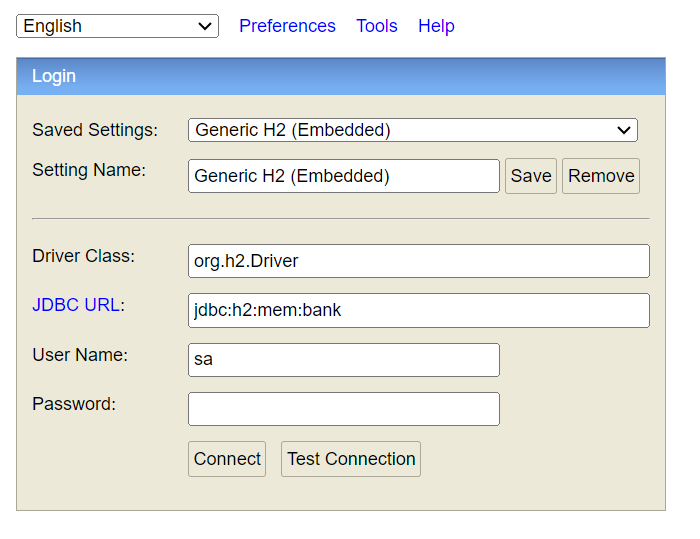 English Preferences Tools Help
Login
Saved Settings: Generic H2 (Embedded)
Setting Name: Generic H2 (Embedded) Save Remove
Driver Class: org.h2.Driver
JDBC URL: jdbc:h2:mem:bank
User Name: sa
Password:
Connect Test Connection